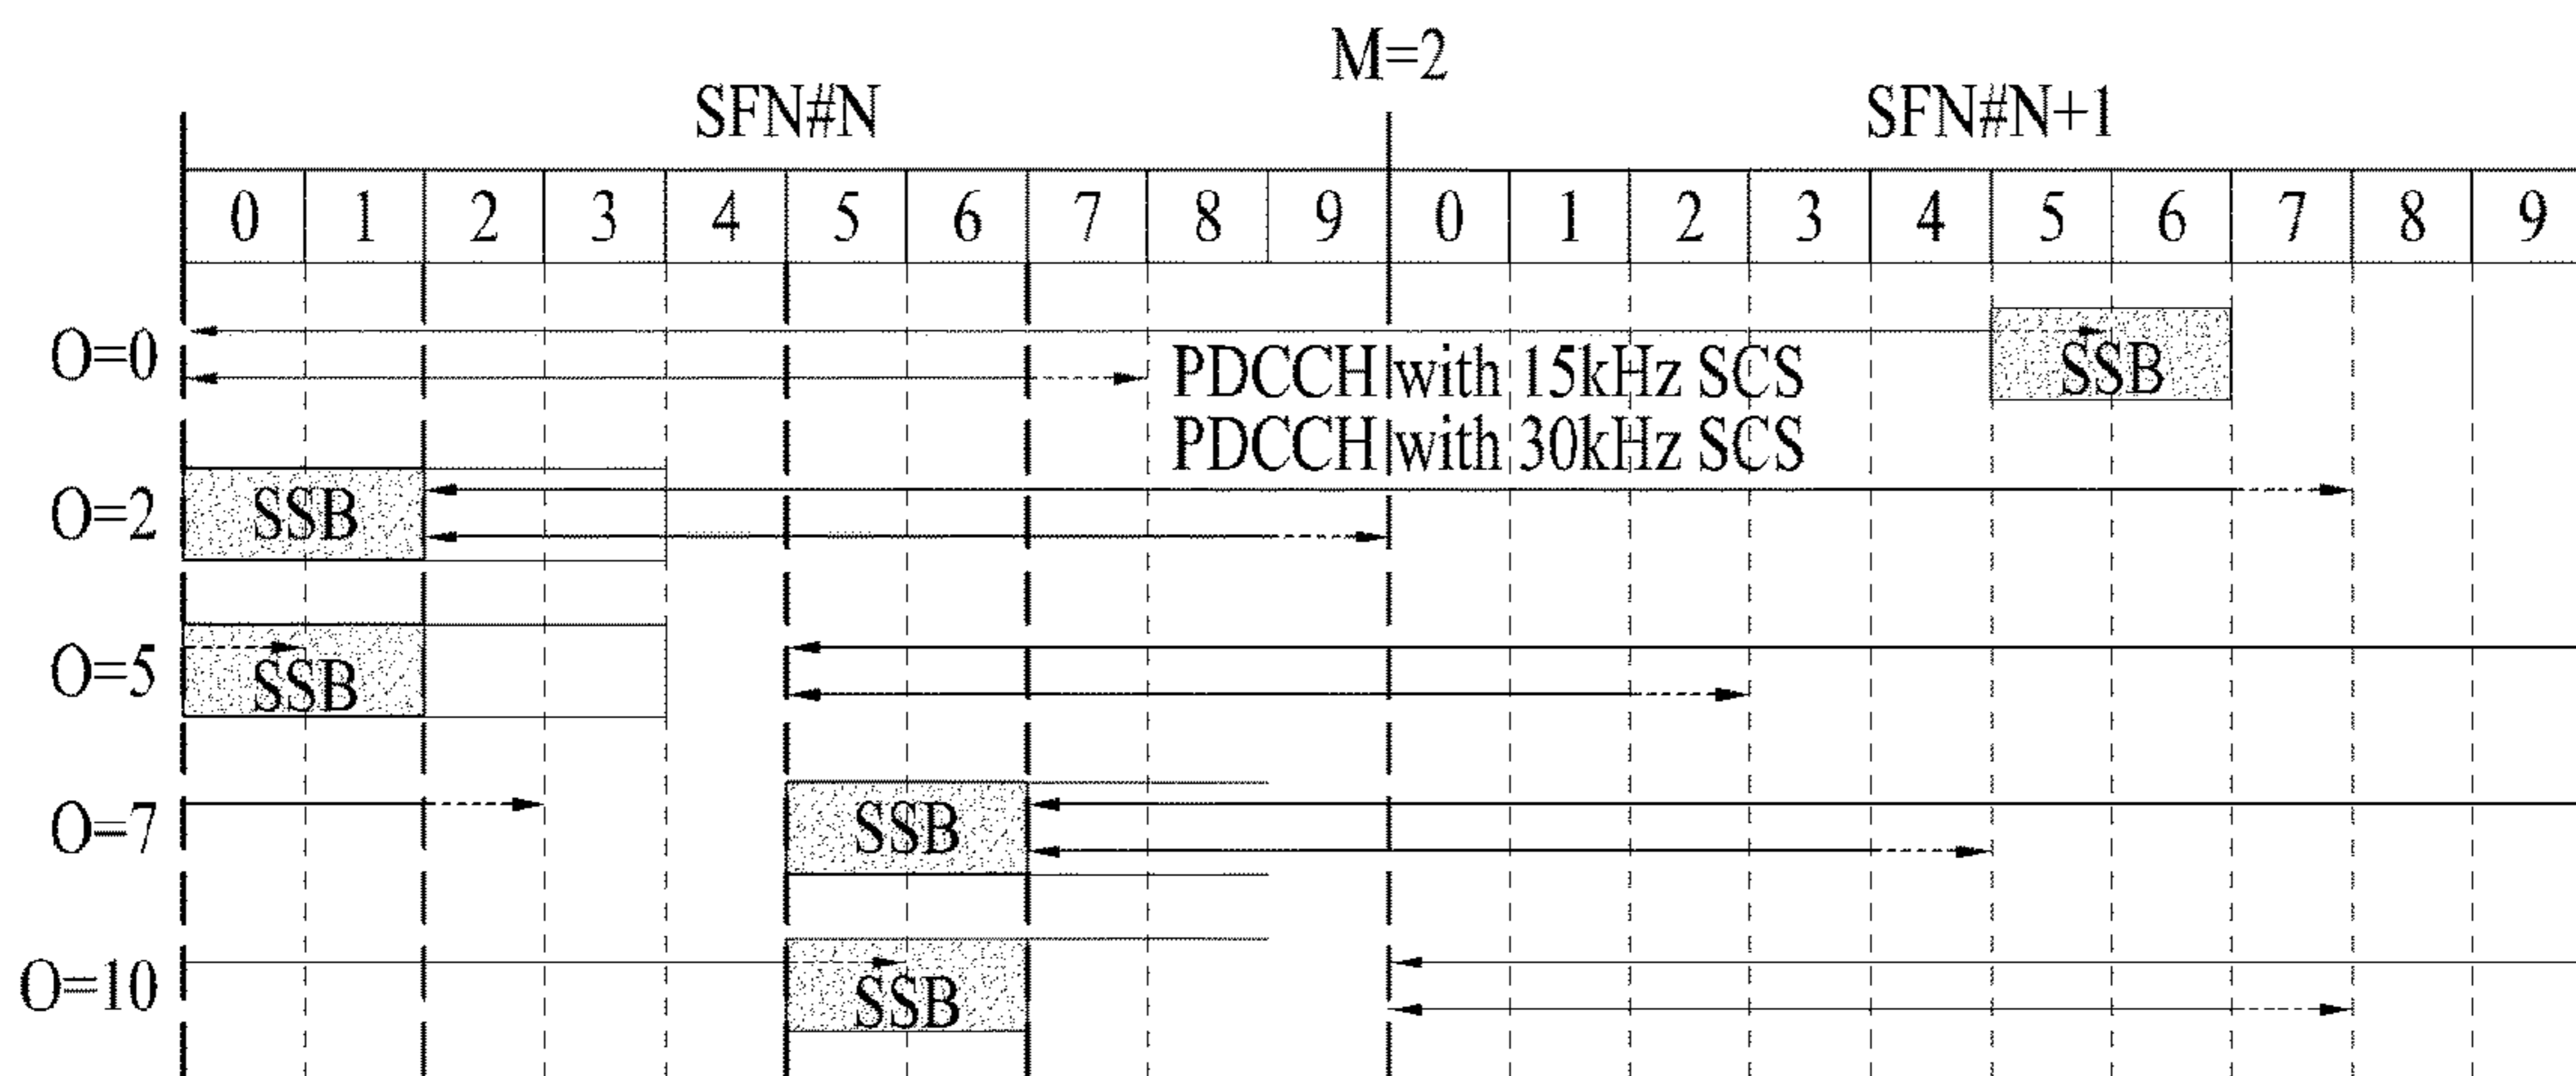 M=2
SFN#N SFN#N+1
0 1 2 3 4 5 6 7 8 9 0 1 2 3 4 5 6 7 8 9
O=0 PDCCH with 15kHz SCS SSB
PDCCH with 30kHz SCS
O=2 SSB
O=5 SSB
O=7 SSB
O=10 SSB